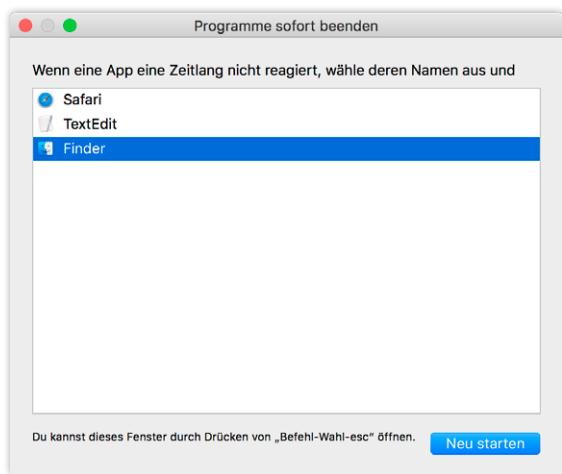 Programme sofort beenden
Wenn eine App eine Zeitlang nicht reagiert, wähle deren Namen aus und
Safari
TextEdit
Finder
Du kannst dieses Fenster durch Drücken von „Befehl-Wahl-esc“ öffnen.
Neu starten